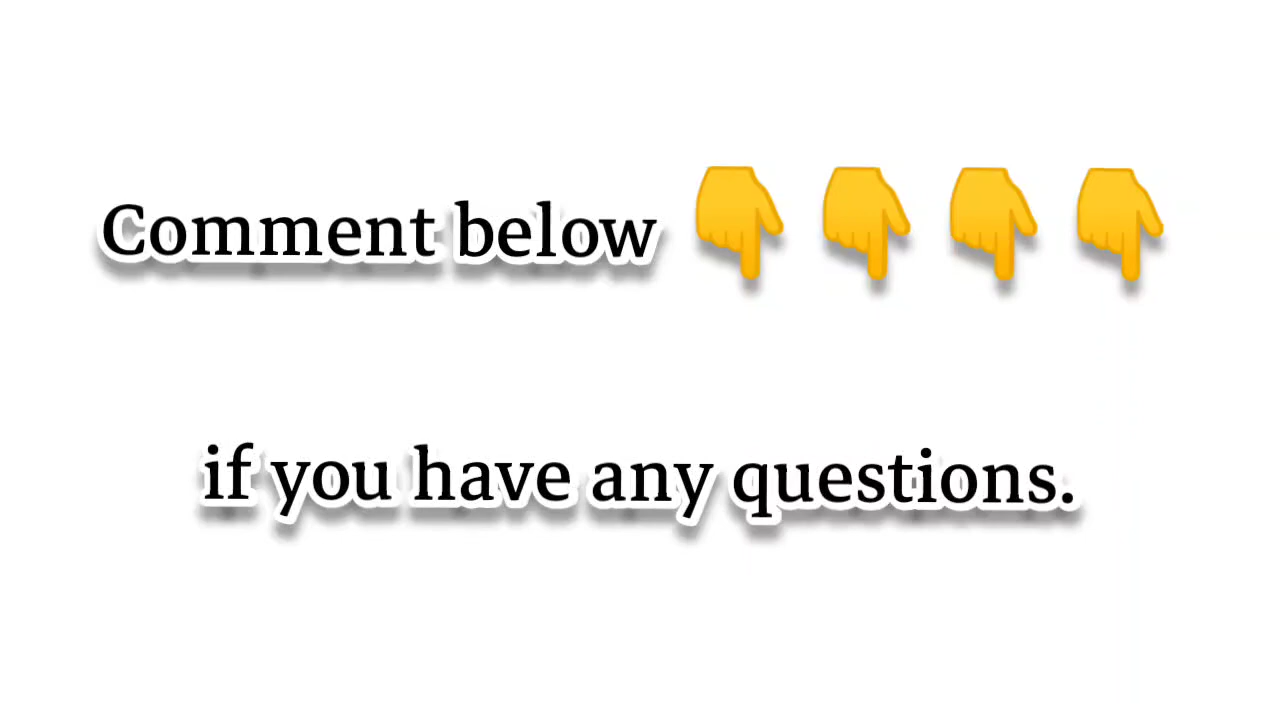 Comment below 👇 👇 👇 👇
if you have any questions.